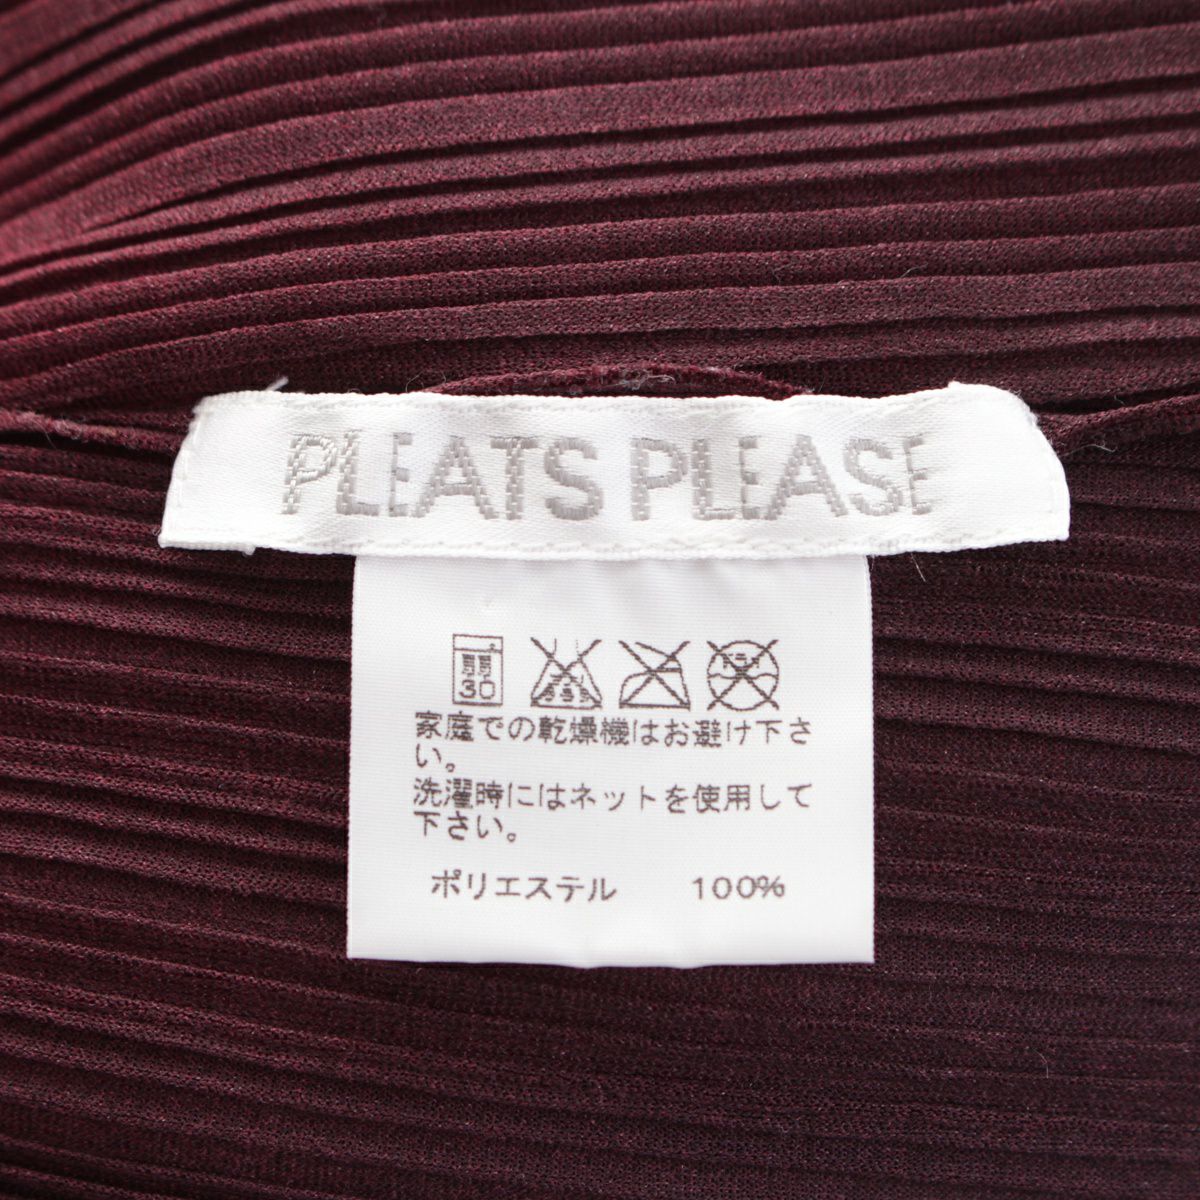 PLEATS PLEASE
弱
30
家庭での乾燥機はお避け下さ
い。
洗濯時にはネットを使用して
下さい。
ポリエステル 100%